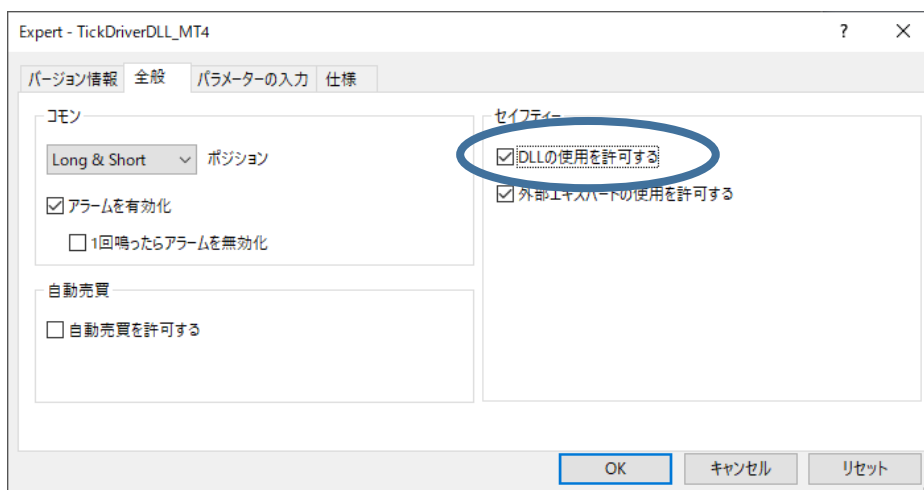 Expert - TickDriverDLL_MT4
?
バージョン情報
全般
パラメーターの入力
仕様
コモン
Long & Short
ポジション
アラームを有効化
1回鳴ったらアラームを無効化
自動売買
自動売買を許可する
セイフティー
DLLの使用を許可する
外部エキスパートの使用を許可する
OK
キャンセル
リセット